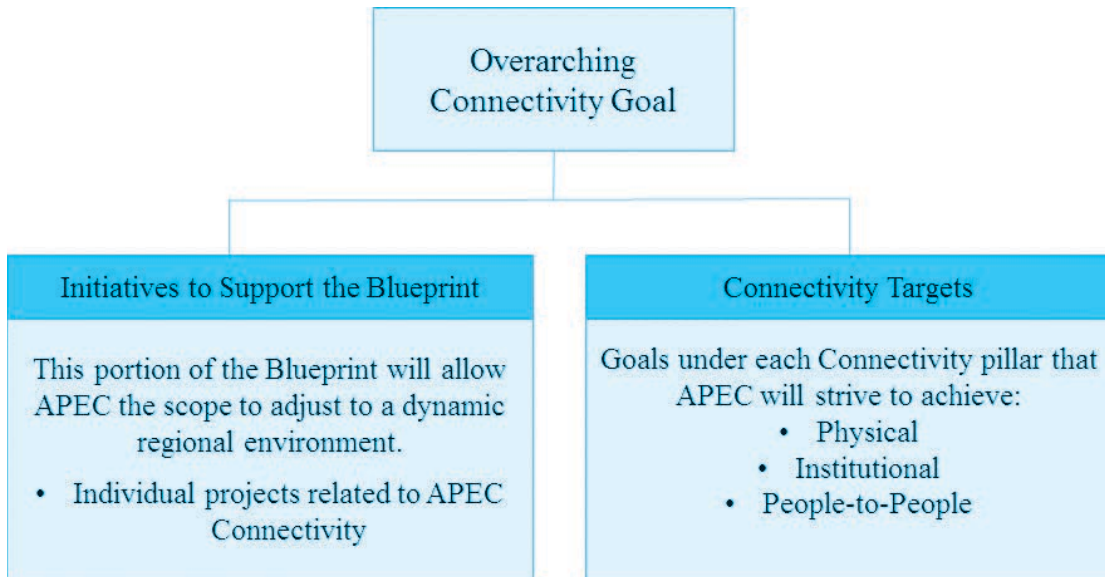 Overarching
Connectivity Goal
Initiatives to Support the Blueprint
This portion of the Blueprint will allow
APEC the scope to adjust to a dynamic
regional environment.
• Individual projects related to APEC
Connectivity
Connectivity Targets
Goals under each Connectivity pillar that
APEC will strive to achieve:
• Physical
• Institutional
• People-to-People